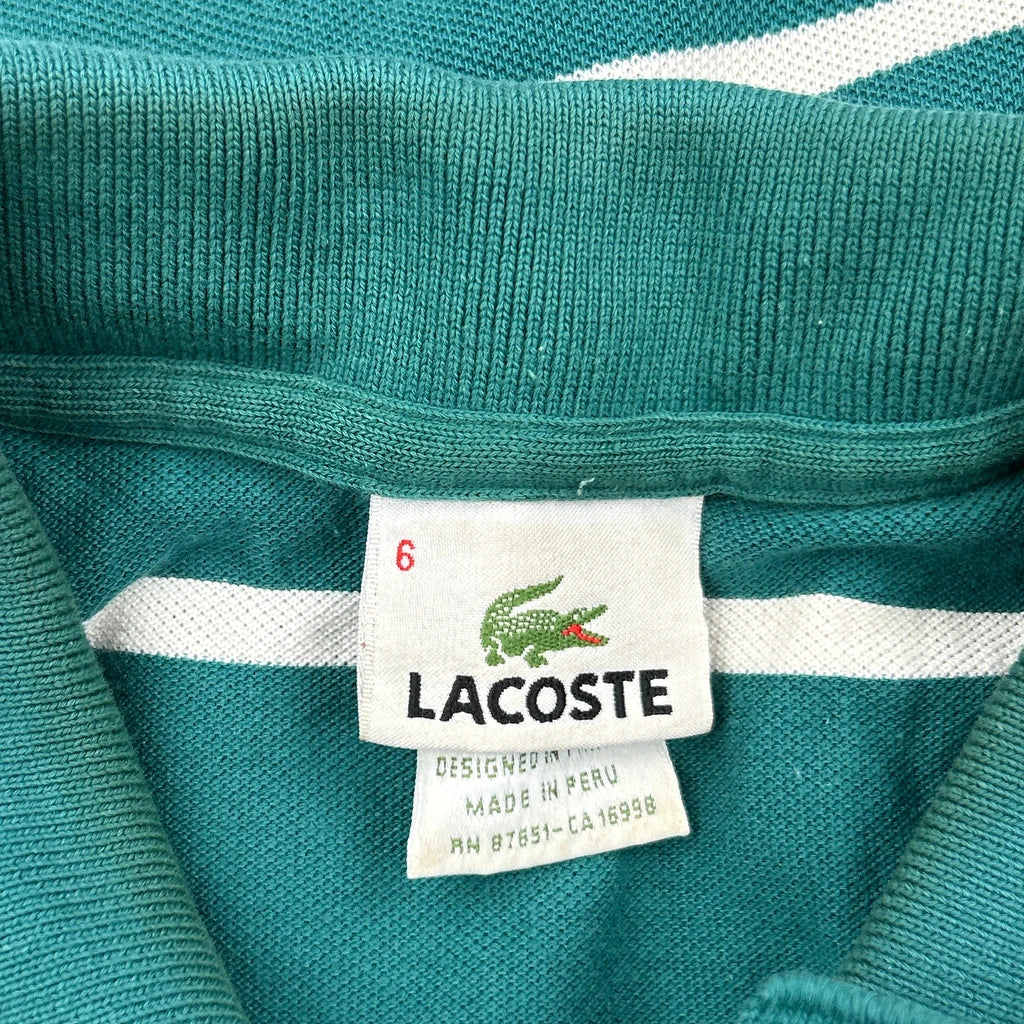 6
LACOSTE
DESIGNED IN
MADE IN PERU
RN 87651-CA 16998